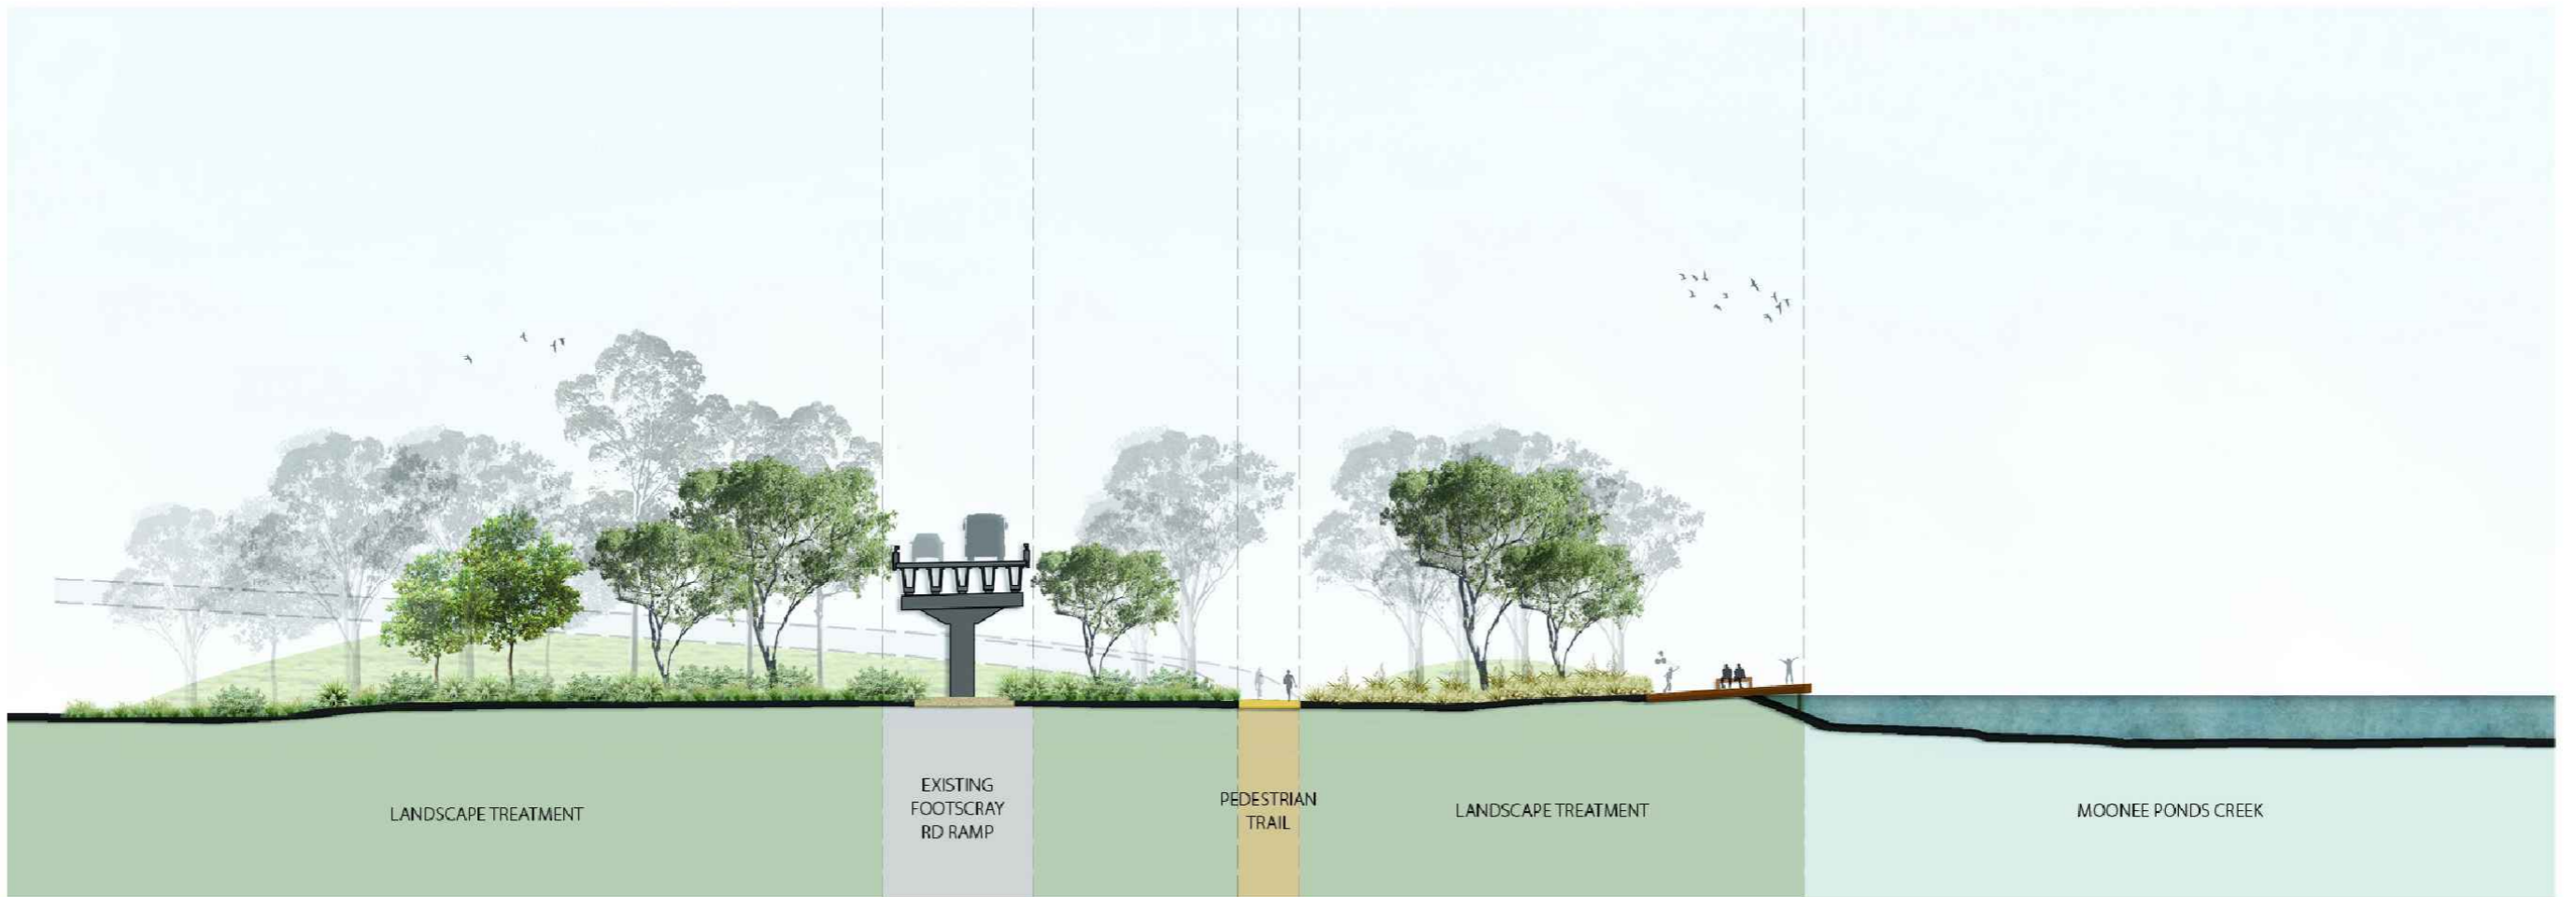 LANDSCAPE TREATMENT
EXISTING
FOOTSCRAY
RD RAMP
PEDESTRIAN
TRAIL
LANDSCAPE TREATMENT
MOONEE PONDS CREEK